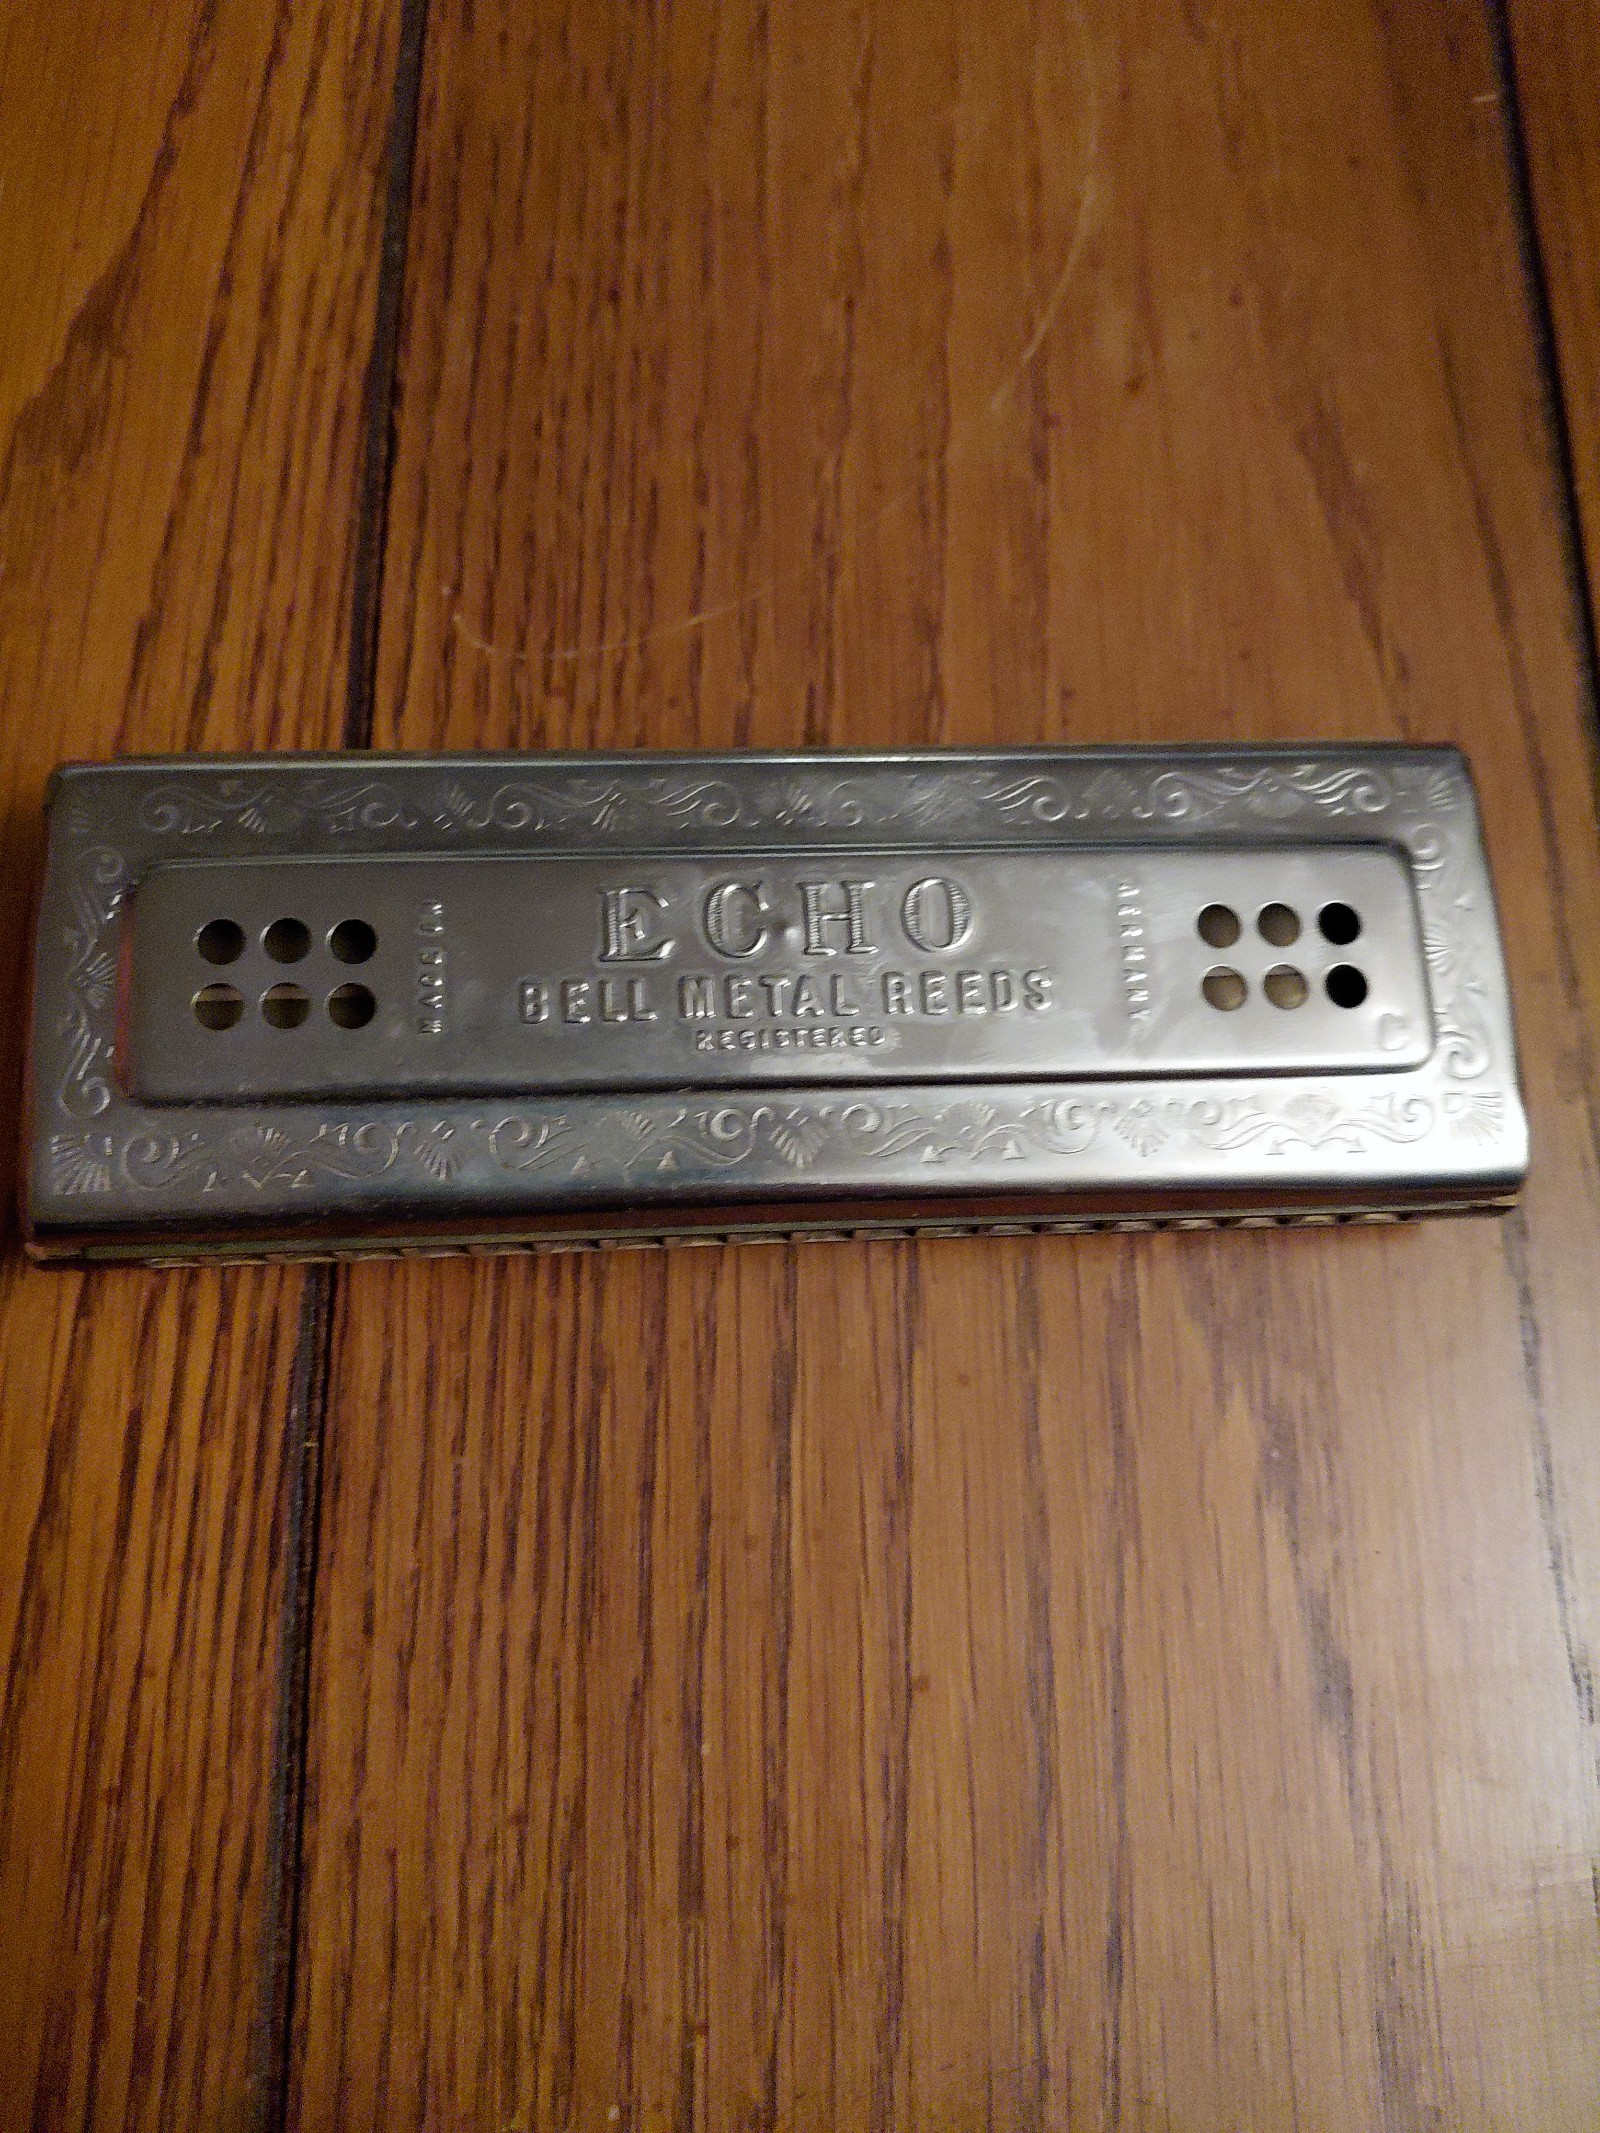 MADE IN
ECHO
BELL METAL REEDS
REGISTERED
GERMANY
C